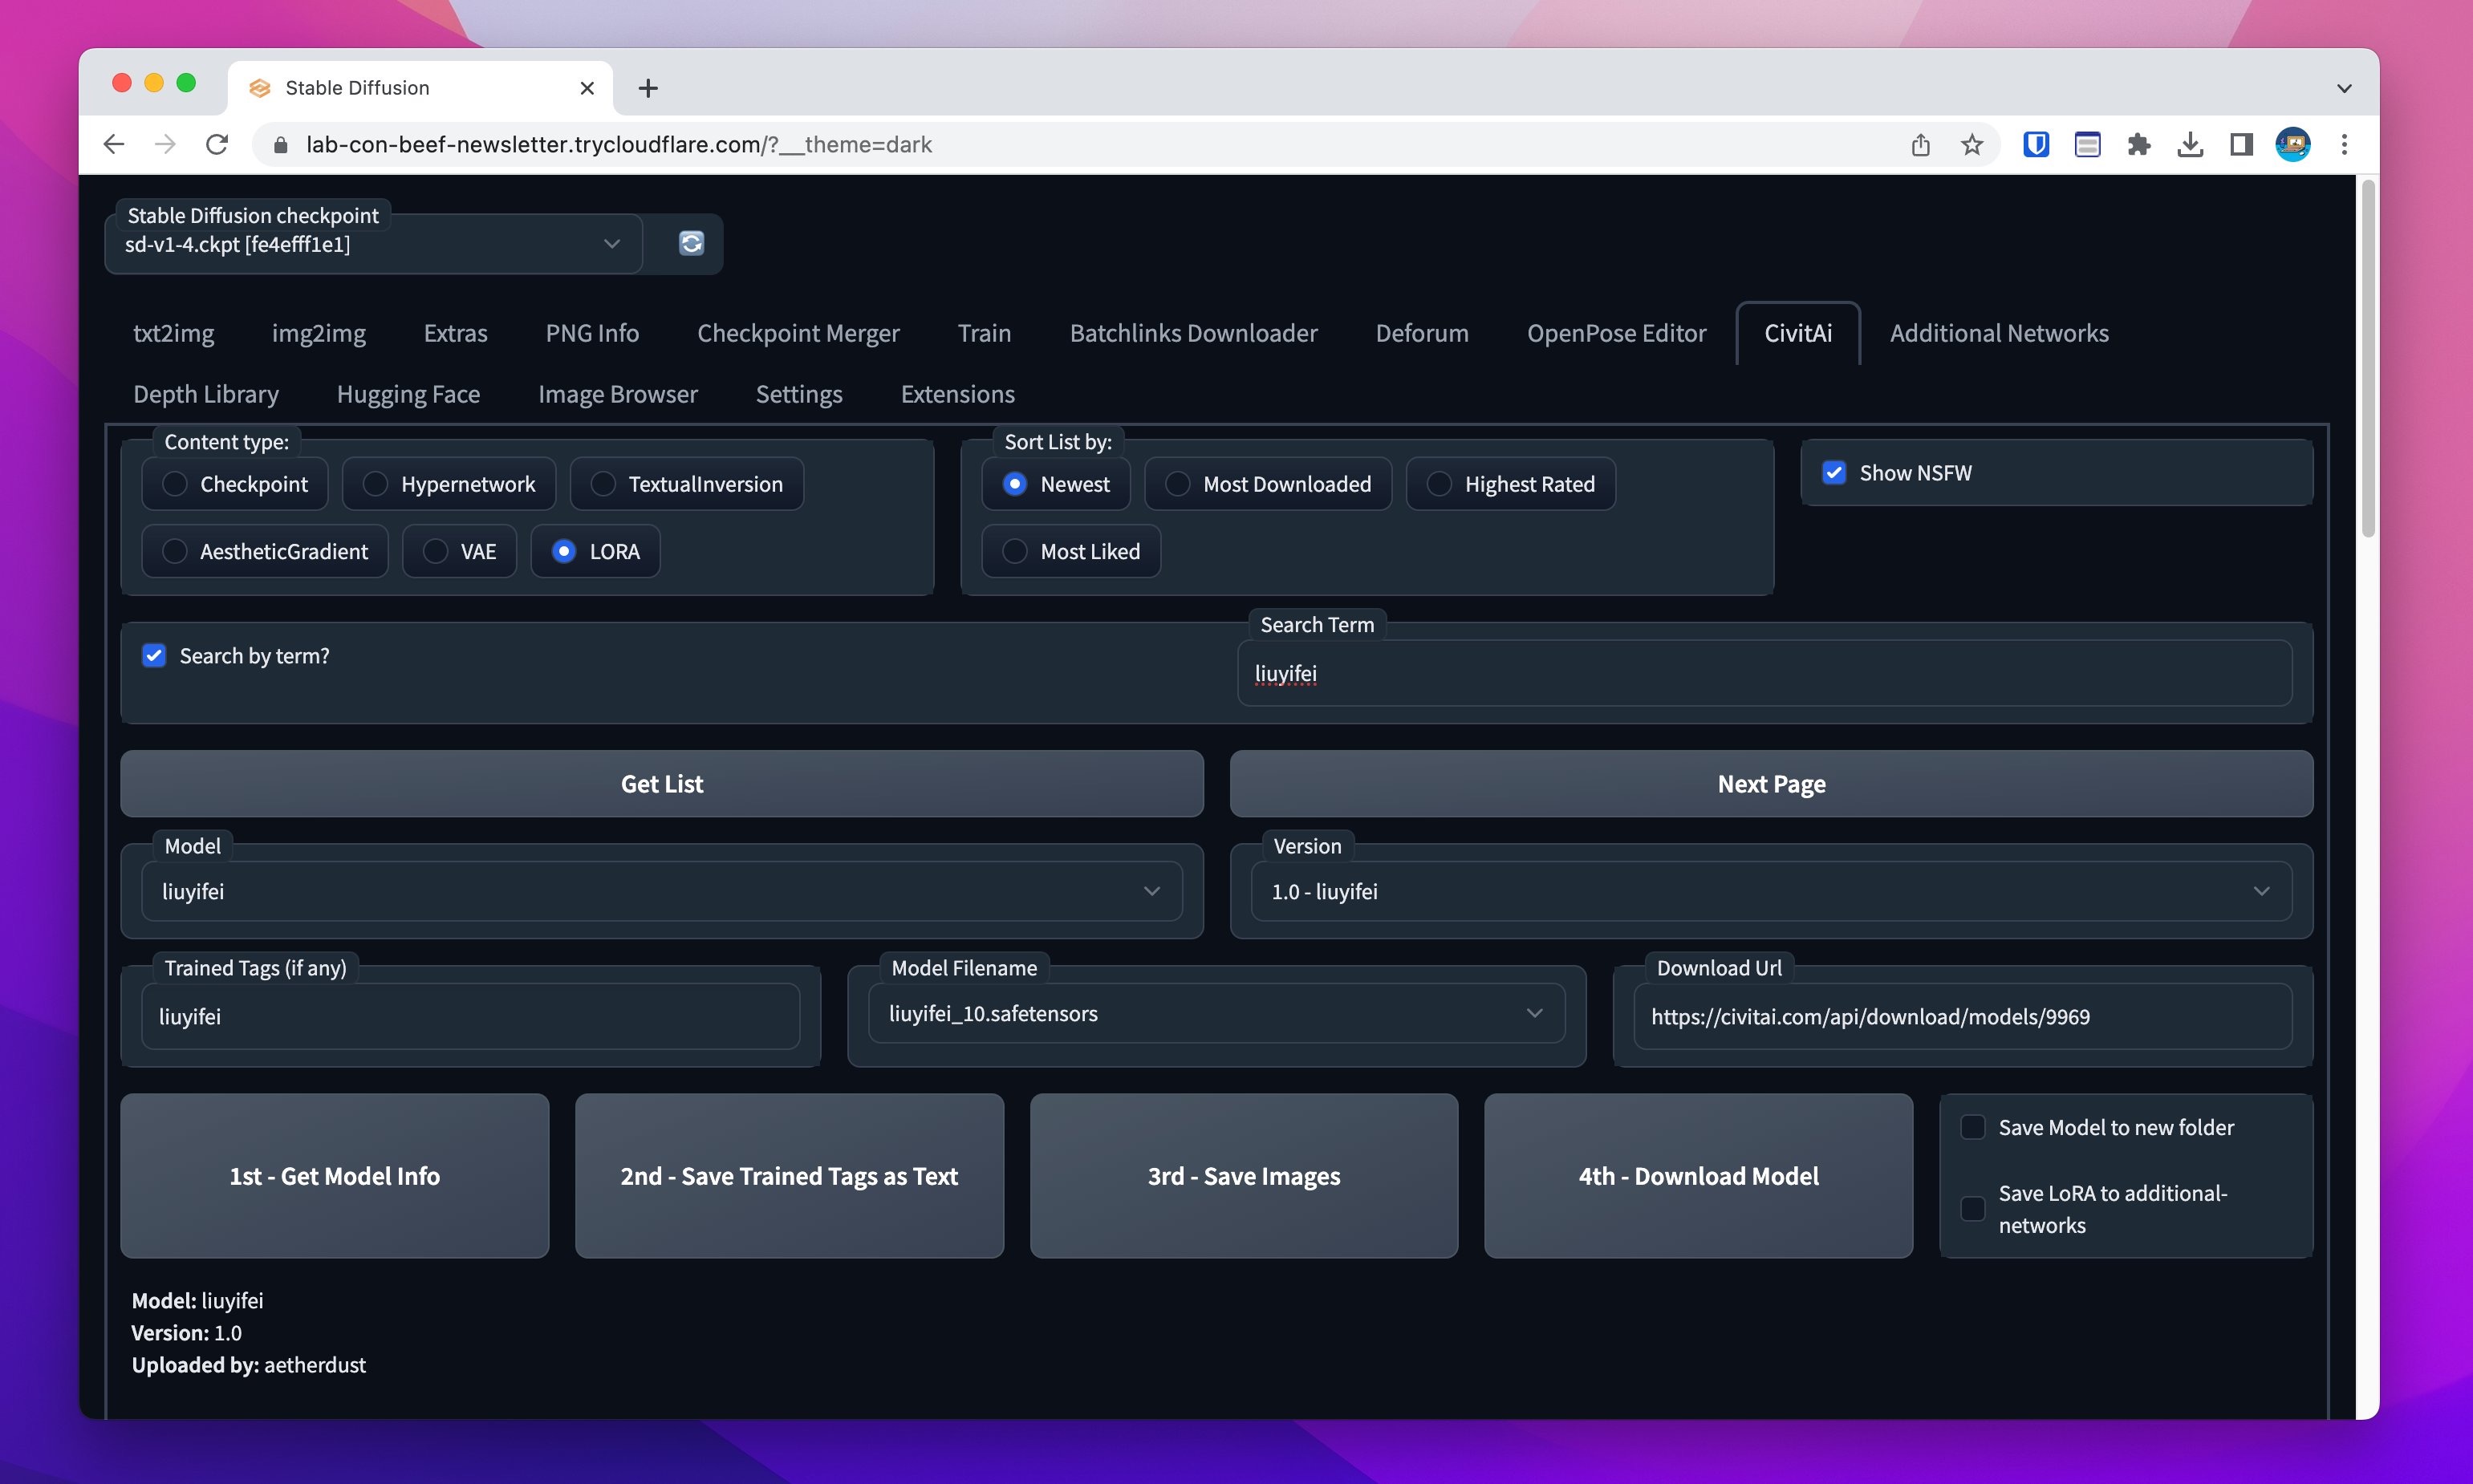 Stable Diffusion
lab-con-beef-newsletter.trycloudflare.com/?__theme=dark
Stable Diffusion checkpoint
sd-v1-4.ckpt [fe4efff1e1]
txt2img img2img Extras PNG Info Checkpoint Merger Train Batchlinks Downloader Deforum OpenPose Editor CivitAi Additional Networks
Depth Library Hugging Face Image Browser Settings Extensions
Content type:
Checkpoint Hypernetwork TextualInversion
AestheticGradient VAE LORA
Sort List by:
Newest Most Downloaded Highest Rated
Most Liked
Show NSFW
Search by term?
Search Term
liuyifei
Get List
Next Page
Model
liuyifei
Version
1.0 - liuyifei
Trained Tags (if any)
liuyifei
Model Filename
liuyifei_10.safetensors
Download Url
https://civitai.com/api/download/models/9969
1st - Get Model Info
2nd - Save Trained Tags as Text
3rd - Save Images
4th - Download Model
Save Model to new folder
Save LoRA to additional-
networks
Model: liuyifei
Version: 1.0
Uploaded by: aetherdust